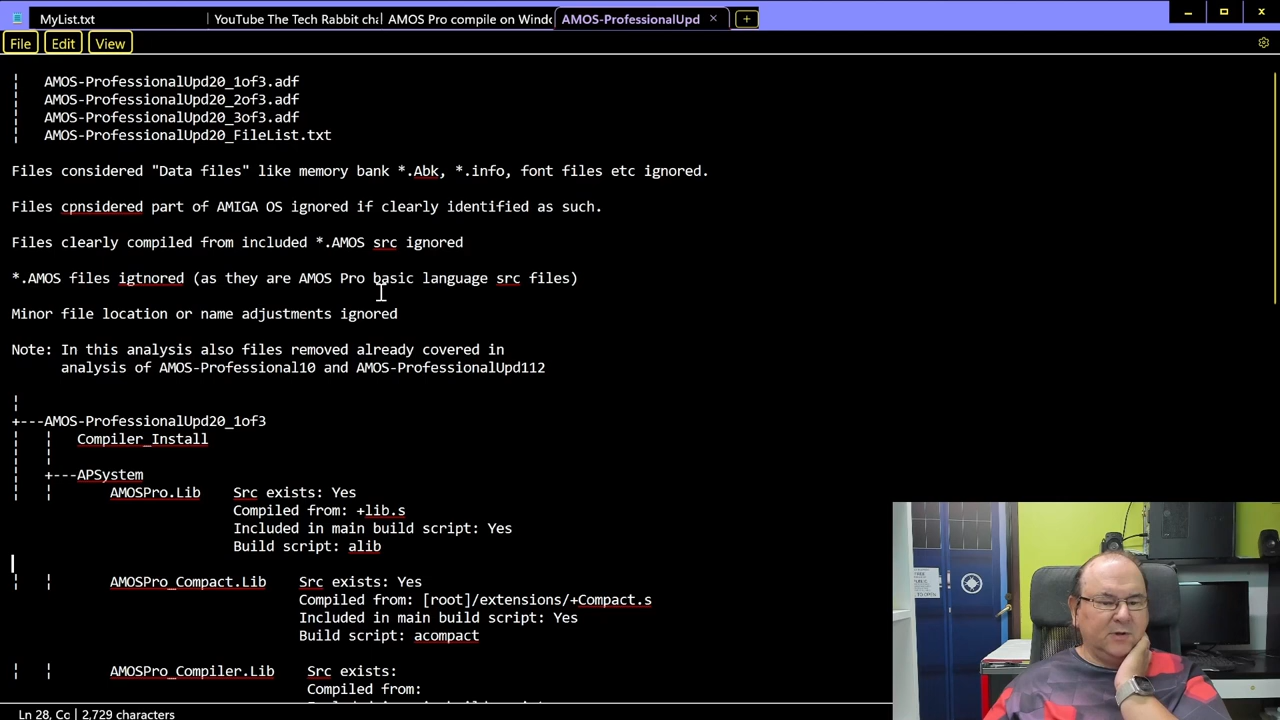 MyList.txt
YouTube The Tech Rabbit cha
AMOS Pro compile on Windo
AMOS-ProfessionalUpd
File Edit View
AMOS-ProfessionalUpd20_1of3.adf
AMOS-ProfessionalUpd20_2of3.adf
AMOS-ProfessionalUpd20_3of3.adf
AMOS-ProfessionalUpd20_FileList.txt
Files considered "Data files" like memory bank *.Abk, *.info, font files etc ignored.
Files cpnsidered part of AMIGA OS ignored if clearly identified as such.
Files clearly compiled from included *.AMOS src ignored
*.AMOS files igtnored (as they are AMOS Pro basic language src files)
Minor file location or name adjustments ignored
Note: In this analysis also files removed already covered in
analysis of AMOS-Professional10 and AMOS-ProfessionalUpd112
¦
+---AMOS-ProfessionalUpd20_1of3
¦ ¦ Compiler_Install
¦ ¦
¦ +---APSystem
¦ ¦ AMOSPro.Lib Src exists: Yes
Compiled from: +lib.s
Included in main build script: Yes
Build script: alib
¦ ¦ AMOSPro_Compact.Lib Src exists: Yes
Compiled from: [root]/extensions/+Compact.s
Included in main build script: Yes
Build script: acompact
¦ ¦ AMOSPro_Compiler.Lib Src exists:
Compiled from:
Ln 28, Cc 2,729 characters